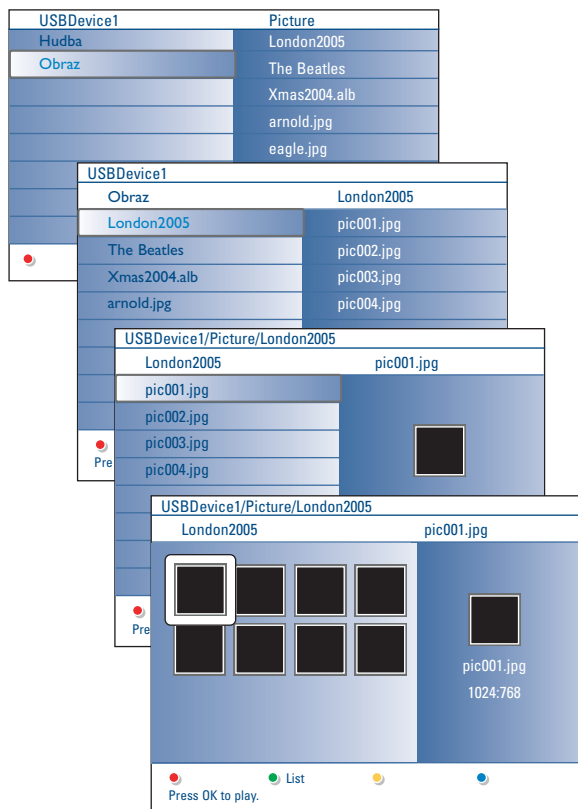 USBDevice1 Picture
Hudba London2005
Obraz The Beatles
Xmas2004.alb
arnold.jpg
eagle.jpg
USBDevice1
Obraz London2005
London2005 pic001.jpg
The Beatles pic002.jpg
Xmas2004.alb pic003.jpg
arnold.jpg pic004.jpg
Pre
USBDevice1/Picture/London2005
London2005 pic001.jpg
pic001.jpg
pic002.jpg
pic003.jpg
pic004.jpg
Pre
USBDevice1/Picture/London2005
London2005 pic001.jpg
pic001.jpg
1024:768
List
Press OK to play.